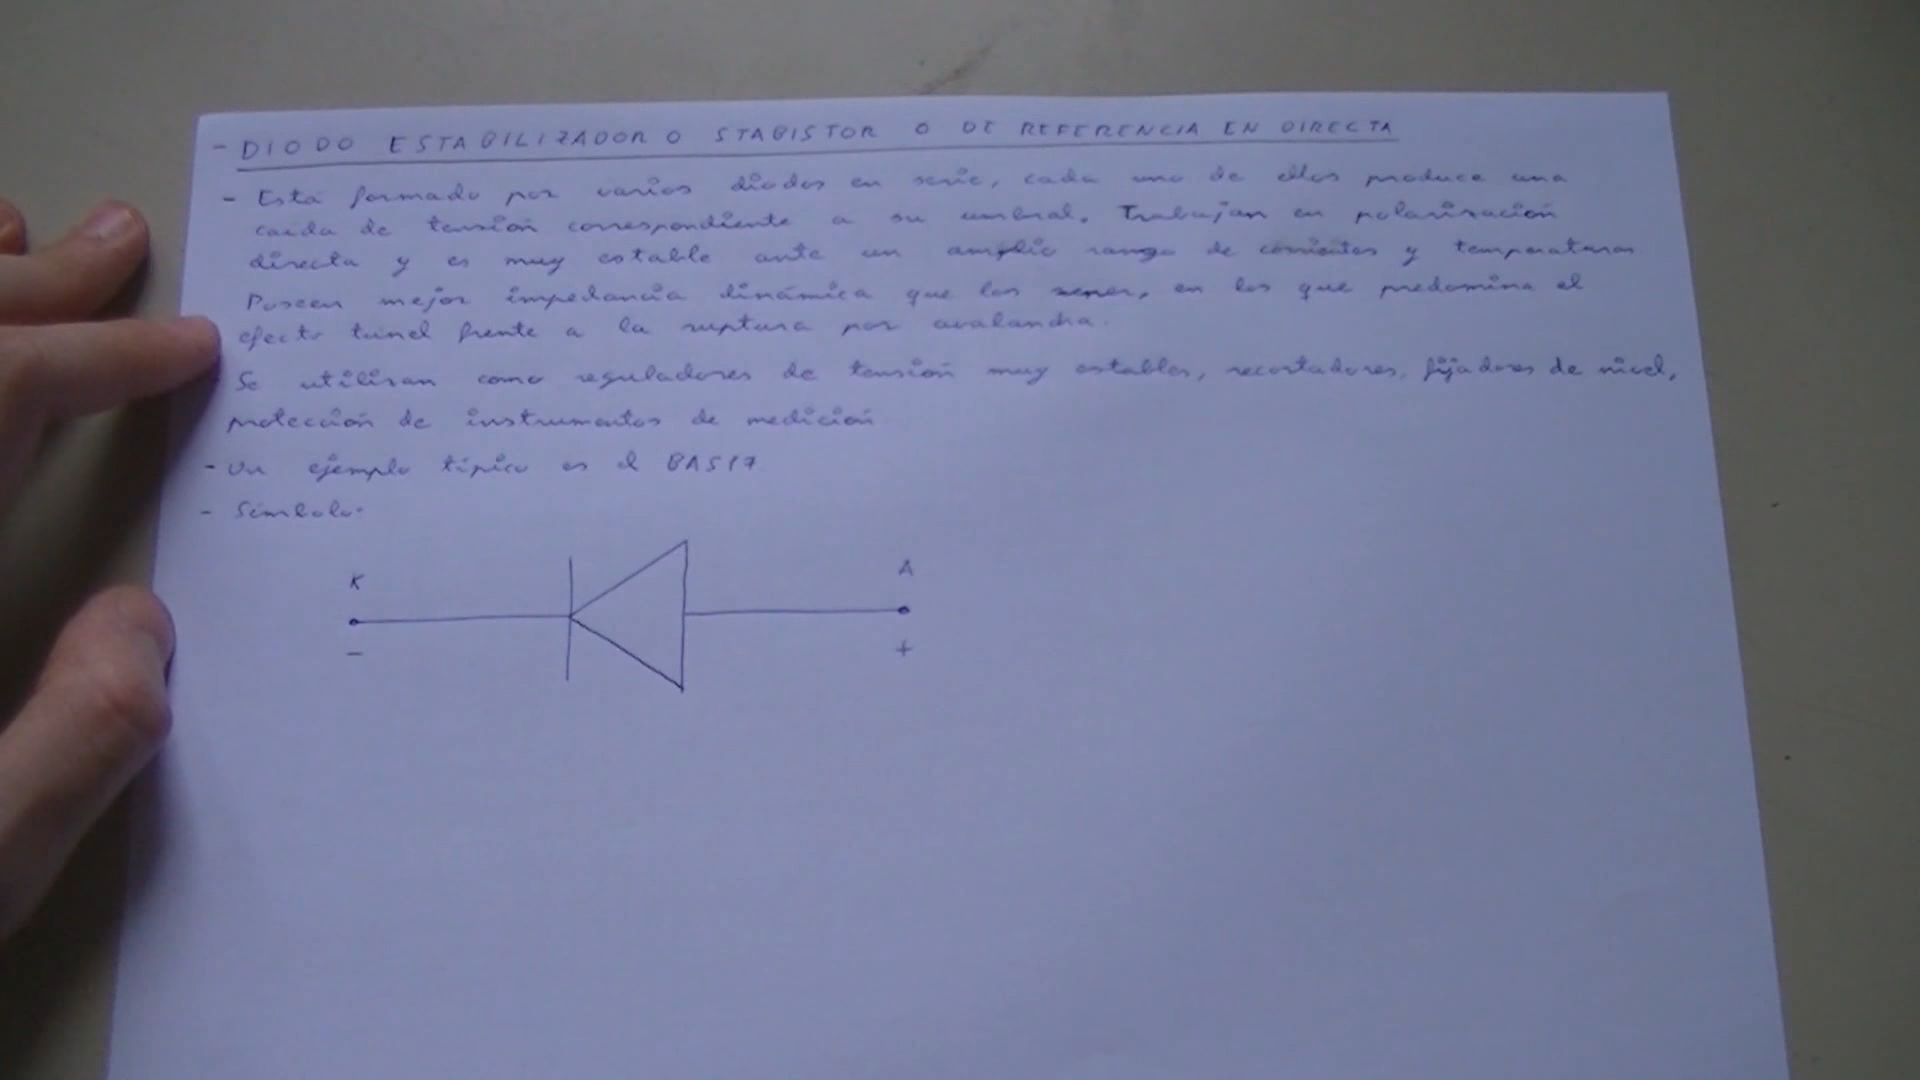 - DIODO ESTABILIZADOR O STABISTOR O DE REFERENCIA EN DIRECTA
- Está formado por varios diodos en serie, cada uno de ellos produce una
caida de tensión correspondiente a su umbral. Trabajan en polarización
directa y es muy estable ante un amplio rango de corrientes y temperaturas
Poseen mejor impedancia dinámica que los zener, en los que predomina el
efecto tunel frente a la ruptura por avalancha.
Se utilizan como reguladores de tensión muy estables, recortadores, fijadores de nivel,
protección de instrumentos de medición
- Un ejemplo típico es el BAS17
- Símbolo:
K A
- +